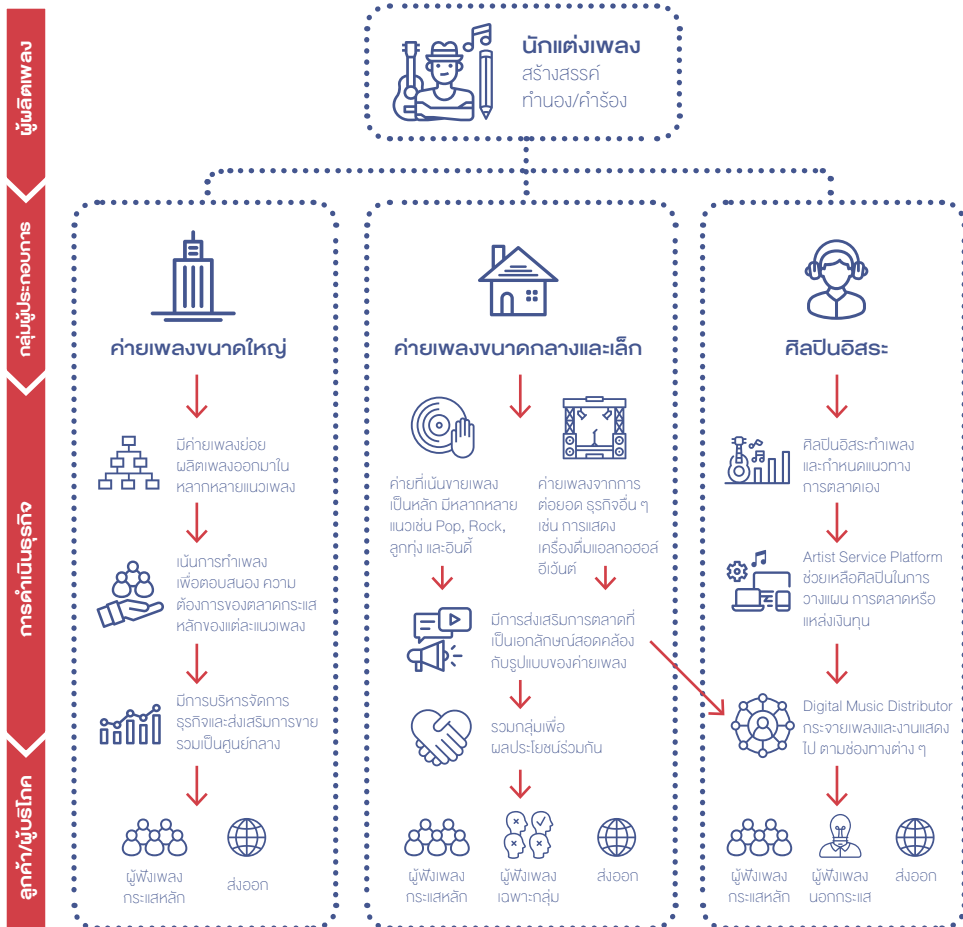 ผู้ผลิตเพลง
นักแต่งเพลง
สร้างสรรค์
ทำนอง/คำร้อง
กลุ่มผู้ประกอบการ
ค่ายเพลงขนาดใหญ่
ค่ายเพลงขนาดกลางและเล็ก
ศิลปินอิสระ
การดำเนินธุรกิจ
มีค่ายเพลงย่อย
ผลิตเพลงออกมาใน
หลากหลายแนวเพลง
เน้นการทำเพลง
เพื่อตอบสนอง ความ
ต้องการของตลาดกระแส
หลักของแต่ละแนวเพลง
มีการบริหารจัดการ
ธุรกิจและส่งเสริมการขาย
รวมเป็นศูนย์กลาง
ค่ายที่เน้นขายเพลง
เป็นหลัก มีหลากหลาย
แนวเช่น Pop, Rock,
ลูกทุ่ง และอินดี้
ค่ายเพลงจากการ
ต่อยอด ธุรกิจอื่น ๆ
เช่น การแสดง
เครื่องดื่มแอลกอฮอล์
อีเว้นต์
มีการส่งเสริมการตลาดที่
เป็นเอกลักษณ์สอดคล้อง
กับรูปแบบของค่ายเพลง
รวมกลุ่มเพื่อ
ผลประโยชน์ร่วมกัน
ศิลปินอิสระทำเพลง
และกำหนดแนวทาง
การตลาดเอง
Artist Service Platform
ช่วยเหลือศิลปินในการ
วางแผน การตลาดหรือ
แหล่งเงินทุน
Digital Music Distributor
กระจายเพลงและงานแสดง
ไป ตามช่องทางต่าง ๆ
ลูกค้า/ผู้บริโภค
ผู้ฟังเพลง
กระแสหลัก
ส่งออก
ผู้ฟังเพลง
กระแสหลัก
ผู้ฟังเพลง
เฉพาะกลุ่ม
ส่งออก
ผู้ฟังเพลง
กระแสหลัก
ผู้ฟังเพลง
นอกกระแส
ส่งออก